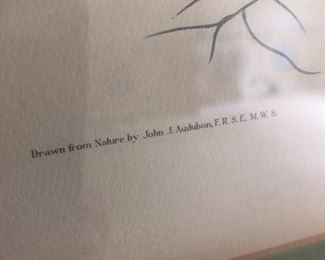 Drawn from Nature by John J. Audubon, F. R. S. E. M. W. S.